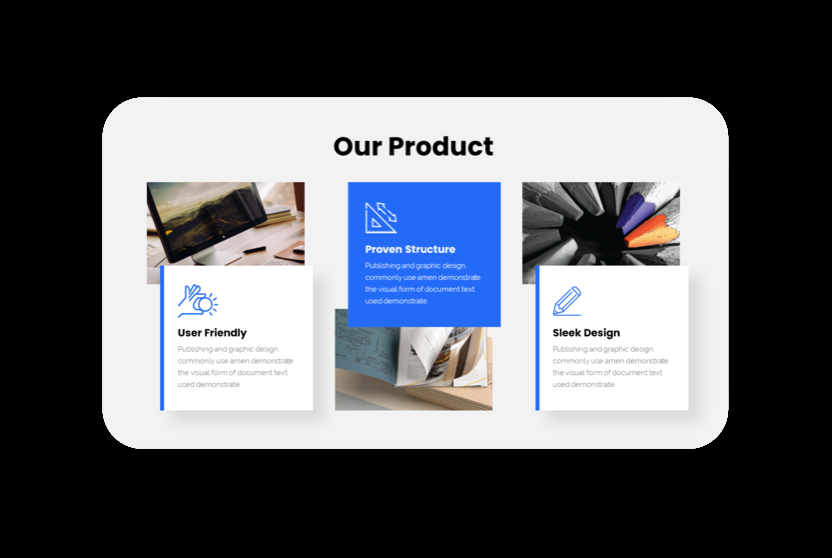 Our Product
User Friendly
Publishing and graphic design,
commonly use amen demonstrate
the visual form of document text
used demonstrate.
Proven Structure
Publishing and graphic design,
commonly use amen demonstrate
the visual form of document text
used demonstrate.
Sleek Design
Publishing and graphic design,
commonly use amen demonstrate
the visual form of document text
used demonstrate.